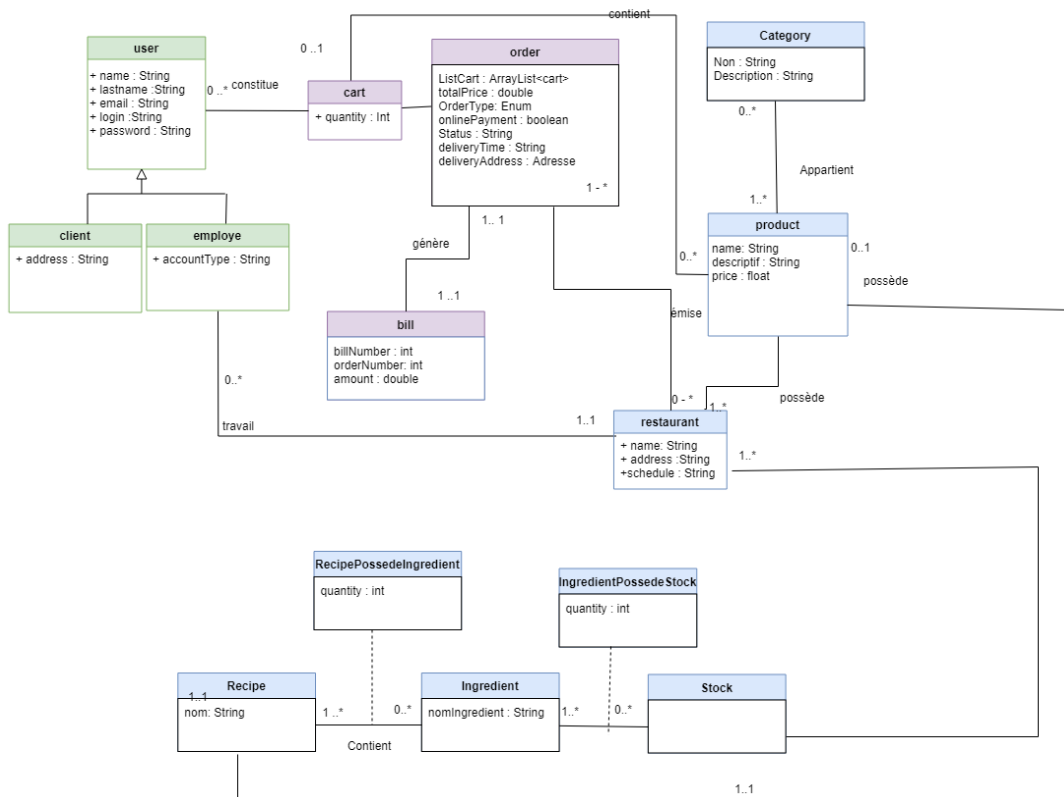 contient
user
+ name : String
+ lastname :String
+ email : String
+ login :String
+ password : String
0 ..*
constitue
0 ..1
cart
+ quantity : Int
order
ListCart : ArrayList<cart>
totalPrice : double
OrderType: Enum
onlinePayment : boolean
Status : String
deliveryTime : String
deliveryAddress : Adresse
1 - *
Category
Non : String
Description : String
0..*
Appartient
1..*
client
+ address : String
employe
+ accountType : String
1.. 1
génère
1 ..1
product
name: String
descriptif : String
price : float
0..*
0..1
possède
bill
billNumber : int
orderNumber: int
amount : double
émise
possède
0..*
travail
1..1
0 - *
1..*
restaurant
+ name: String
+ address :String
+schedule : String
1..*
RecipePossedeIngredient
quantity : int
IngredientPossedeStock
quantity : int
Recipe
1..1
nom: String
1 ..*
Contient
0..*
Ingredient
nomIngredient : String
1..*
0..*
Stock
1..1